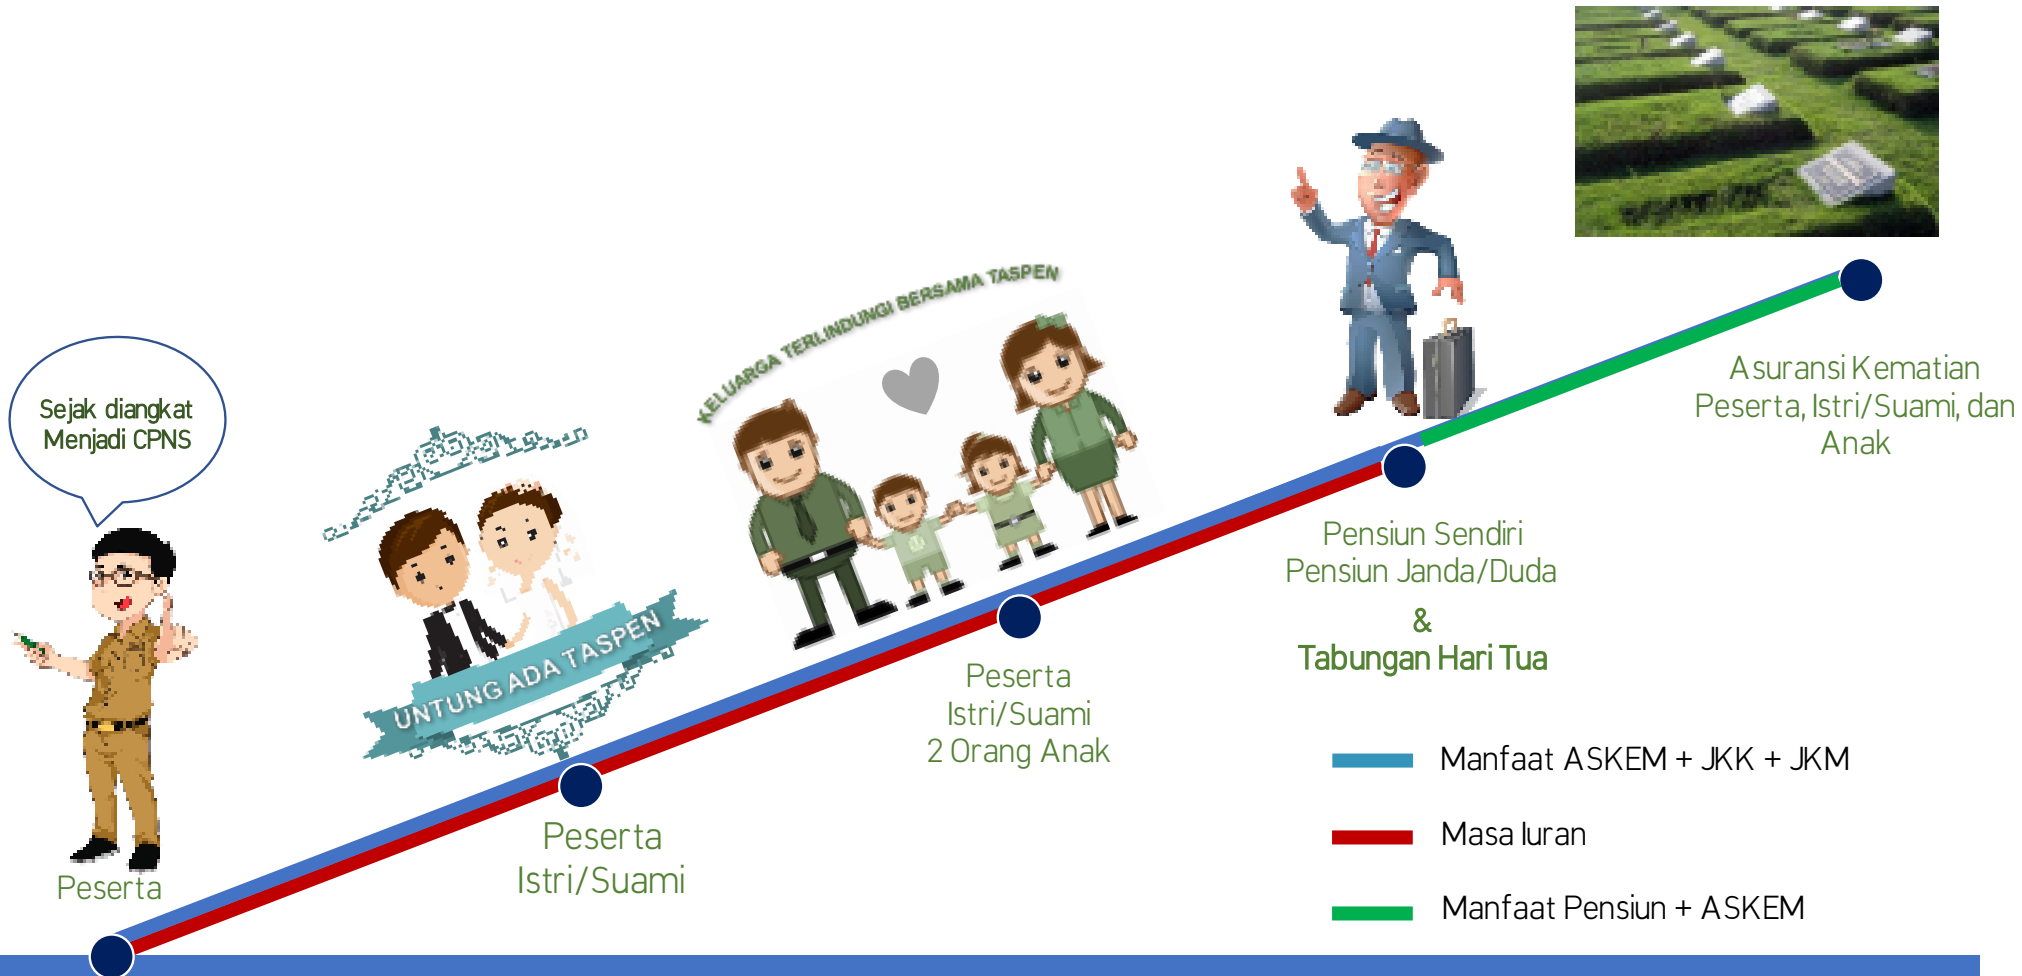 Sejak diangkat
Menjadi CPNS
Peserta
UNTUNG ADA TASPEN
Peserta
Istri/Suami
KELUARGA TERLINDUNGI BERSAMA TASPEN
Peserta
Istri/Suami
2 Orang Anak
Pensiun Sendiri
Pensiun Janda/Duda
&
Tabungan Hari Tua
Asuransi Kematian
Peserta, Istri/Suami, dan
Anak
Manfaat ASKEM + JKK + JKM
Masa Iuran
Manfaat Pensiun + ASKEM